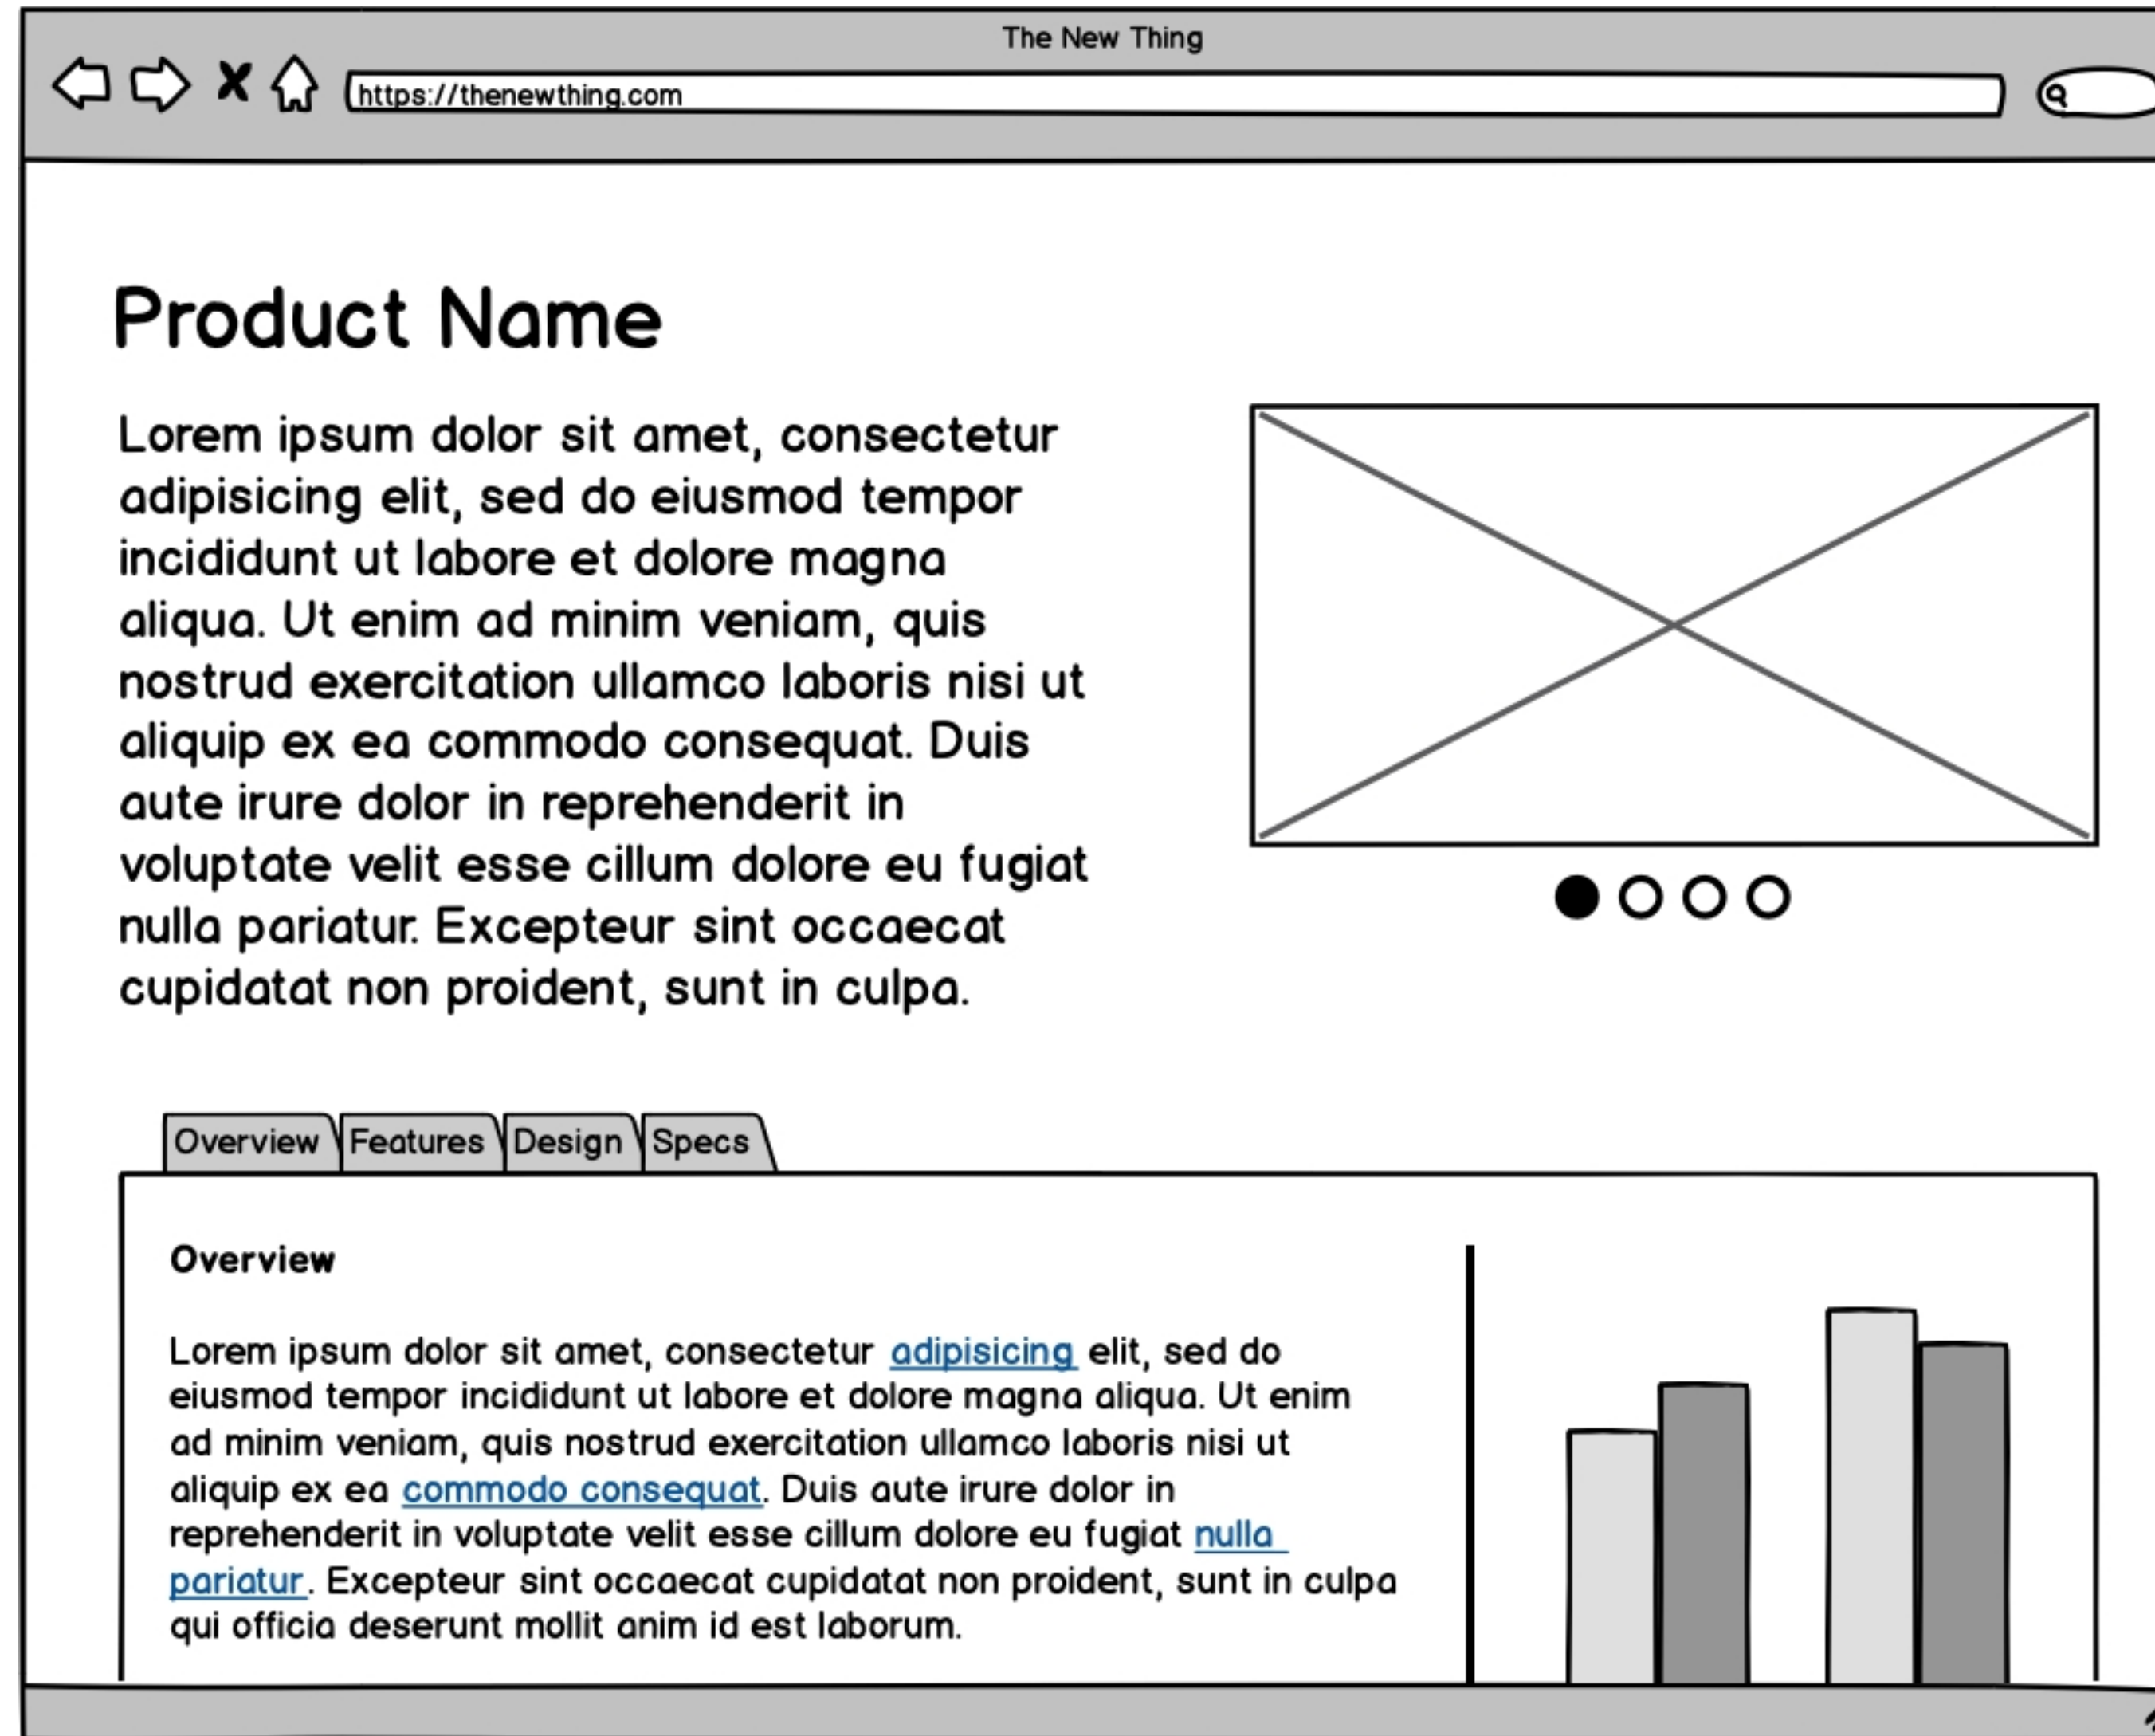 The New Thing
https://thenewthing.com
Product Name
Lorem ipsum dolor sit amet, consectetur
adipisicing elit, sed do eiusmod tempor
incididunt ut labore et dolore magna
aliqua. Ut enim ad minim veniam, quis
nostrud exercitation ullamco laboris nisi ut
aliquip ex ea commodo consequat. Duis
aute irure dolor in reprehenderit in
voluptate velit esse cillum dolore eu fugiat
nulla pariatur. Excepteur sint occaecat
cupidatat non proident, sunt in culpa.
Overview Features Design Specs
Overview
Lorem ipsum dolor sit amet, consectetur adipisicing elit, sed do
eiusmod tempor incididunt ut labore et dolore magna aliqua. Ut enim
ad minim veniam, quis nostrud exercitation ullamco laboris nisi ut
aliquip ex ea commodo consequat. Duis aute irure dolor in
reprehenderit in voluptate velit esse cillum dolore eu fugiat nulla
pariatur. Excepteur sint occaecat cupidatat non proident, sunt in culpa
qui officia deserunt mollit anim id est laborum.